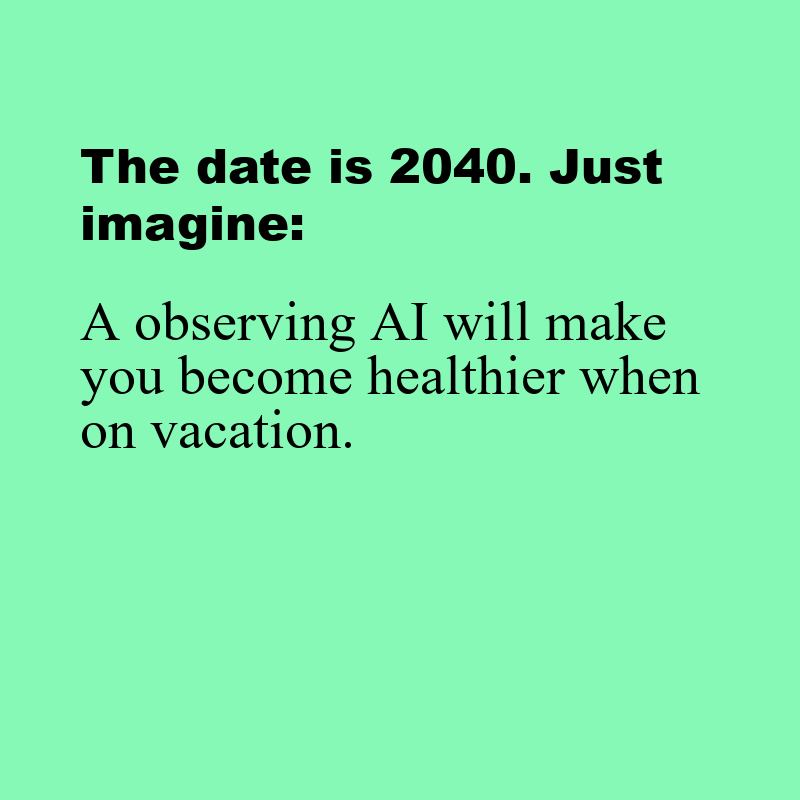 The date is 2040. Just
imagine:
A observing AI will make
you become healthier when
on vacation.